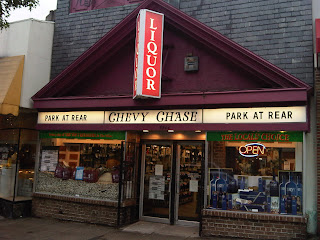 LIQUOR
PARK AT REAR CHEVY CHASE PARK AT REAR
OPEN